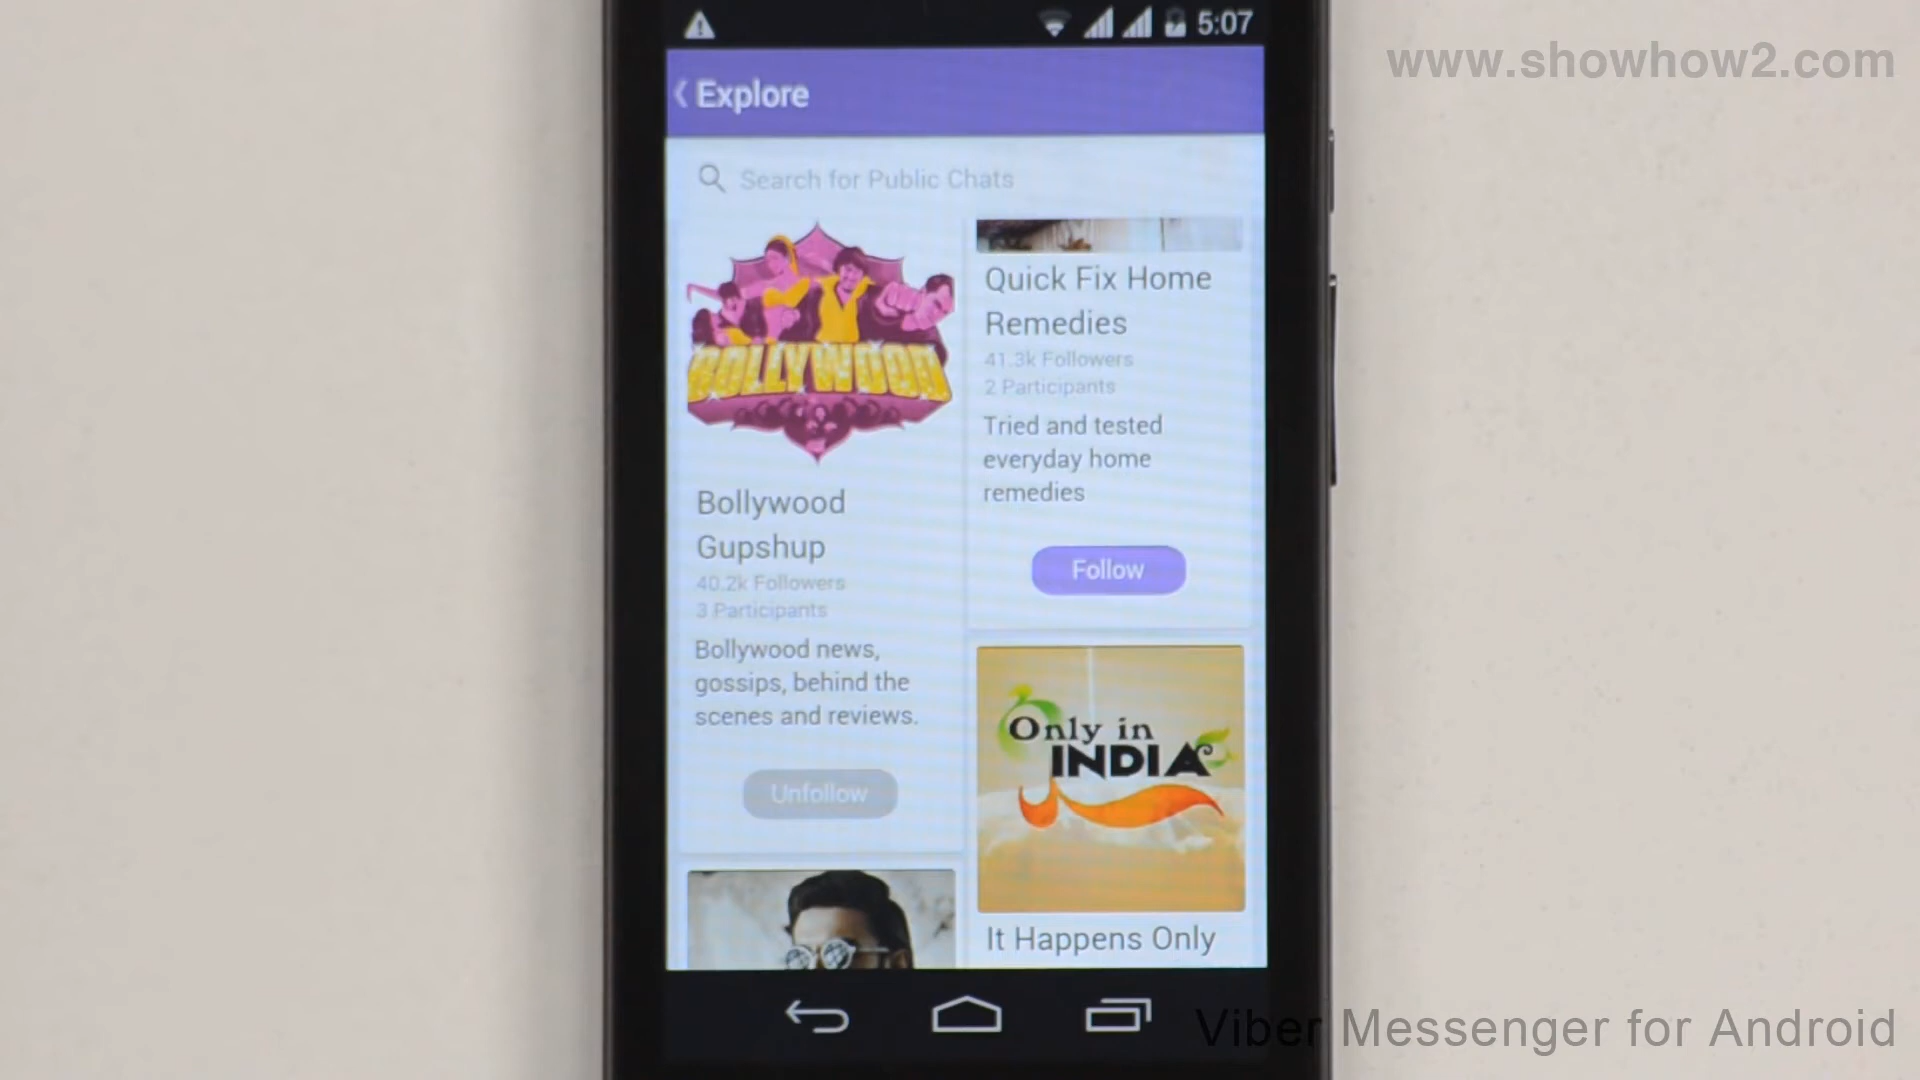 5:07
www.showhow2.com
Explore
Search for Public Chats
BOLLYWOOD
Bollywood
Gupshup
40.2k Followers
3 Participants
Bollywood news,
gossips, behind the
scenes and reviews.
Unfollow
Quick Fix Home
Remedies
41.3k Followers
2 Participants
Tried and tested
everyday home
remedies
Follow
Only in
INDIA
It Happens Only
Viber Messenger for Android